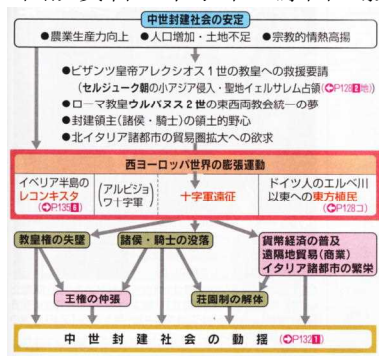 中世封建社会の安定
●農業生産力向上 ●人口増加・土地不足 ●宗教的情熱高揚
●ビザンツ皇帝アレクシオス1世の教皇への救援要請
(セルジューク朝の小アジア侵入・聖地イェルサレム占領(➲P128 2 地))
●ローマ教皇ウルバヌス2世の東西両教会統一の夢
●封建領主(諸侯・騎士)の領土的野心
●北イタリア諸都市の貿易圏拡大への欲求
西ヨーロッパ世界の膨張運動
イベリア半島の
レコンキスタ
(➲P135 6)
(アルビジョ
ワ十字軍)
十字軍遠征
ドイツ人のエルベ川
以東への東方植民
(➲P128コ)
教皇権の失墜
諸侯・騎士の没落
貨幣経済の普及
遠隔地貿易(商業)
イタリア諸都市の繁栄
王権の伸張
荘園制の解体
中世封建社会の動揺(➲P132 1)